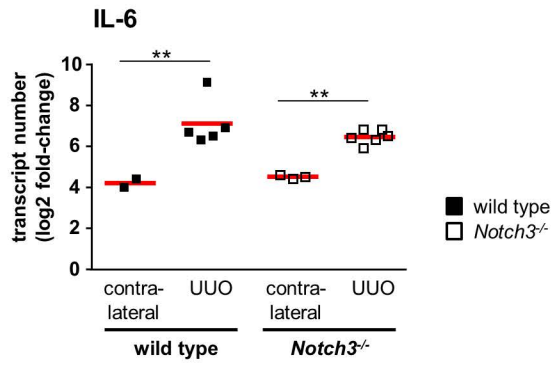 IL-6
transcript number
(log2 fold-change)
10
8
6
4
2
0
**
**
contra-
lateral
UUO
contra-
lateral
UUO
wild type
Notch3-/-
wild type
Notch3-/-